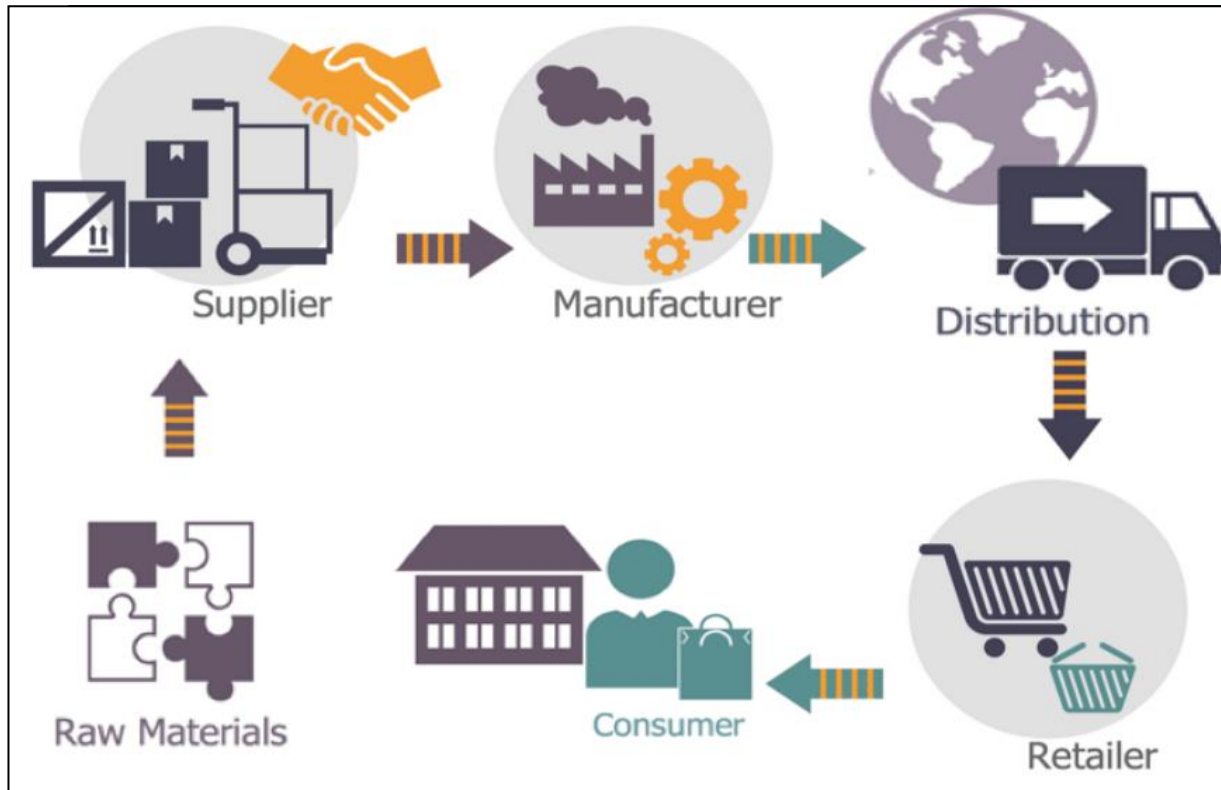 Supplier
Manufacturer
Distribution
Raw Materials
Consumer
Retailer